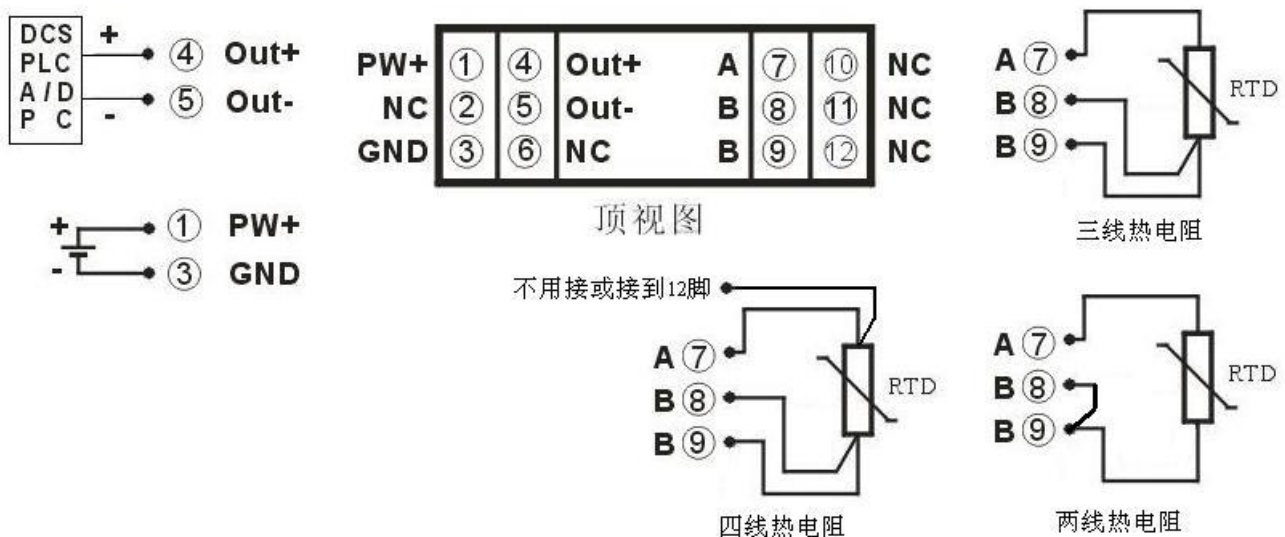 DCS
PLC
A/D
P C
+
-
④ Out+
⑤ Out-
+
-
① PW+
③ GND
PW+ ① ④ Out+ A ⑦ ⑩ NC
NC ② ⑤ Out- B ⑧ ⑪ NC
GND ③ ⑥ NC B ⑨ ⑫ NC
顶视图
A ⑦
B ⑧
B ⑨
RTD
三线热电阻
不用接或接到12脚
A ⑦
B ⑧
B ⑨
RTD
四线热电阻
A ⑦
B ⑧
B ⑨
RTD
两线热电阻